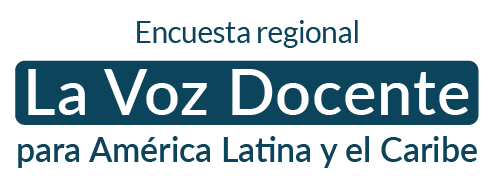 Encuesta regional
La Voz Docente
para América Latina y el Caribe